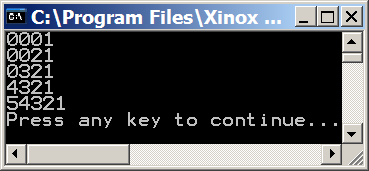 C:\Program Files\Xinox ...
0001
0021
0321
4321
54321
Press any key to continue...